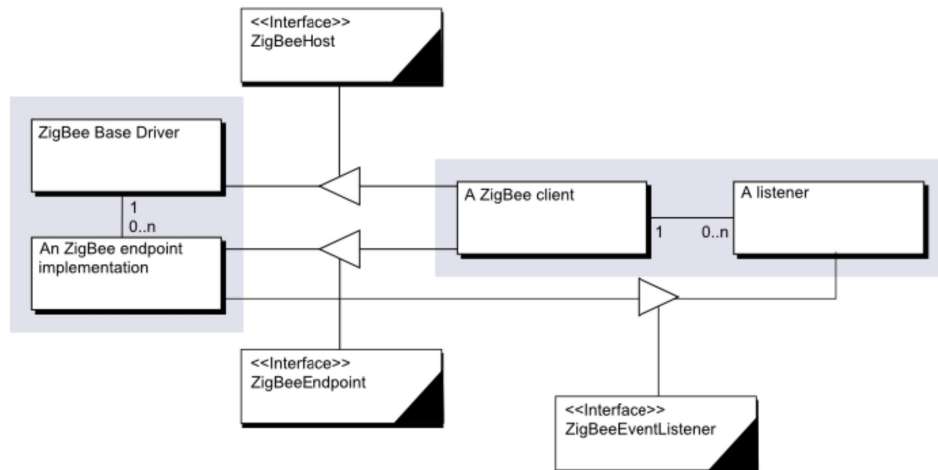 <<Interface>>
ZigBeeHost
ZigBee Base Driver
1
0..n
An ZigBee endpoint
implementation
A ZigBee client
1
0..n
A listener
<<Interface>>
ZigBeeEndpoint
<<Interface>>
ZigBeeEventListener